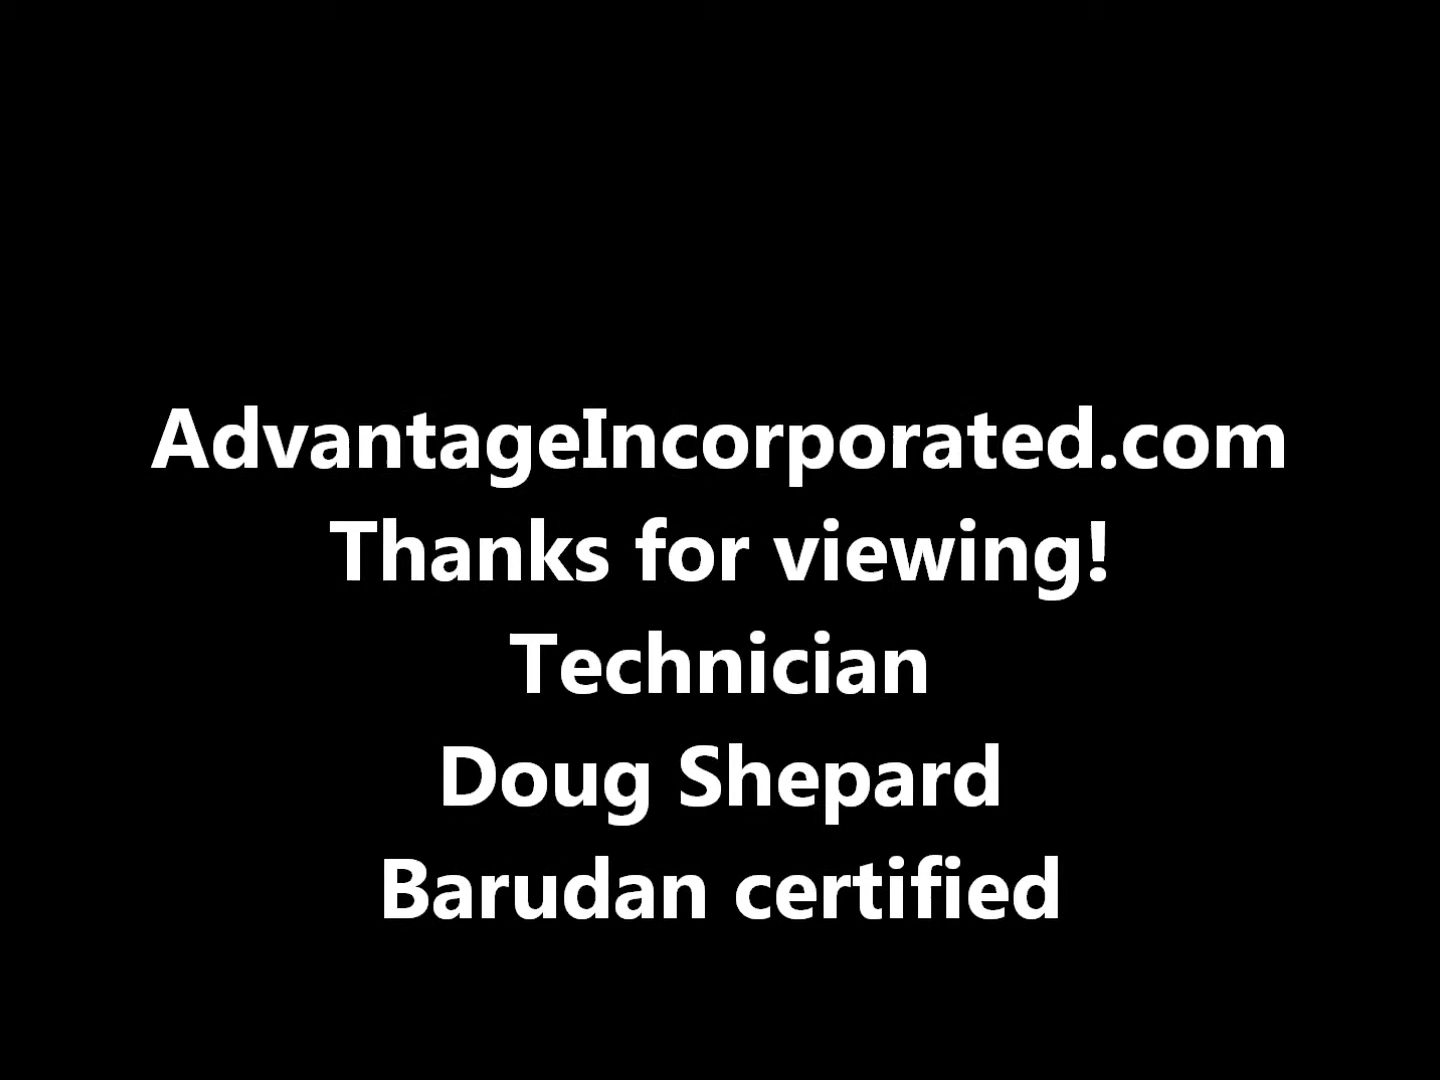 AdvantageIncorporated.com
Thanks for viewing!
Technician
Doug Shepard
Barudan certified